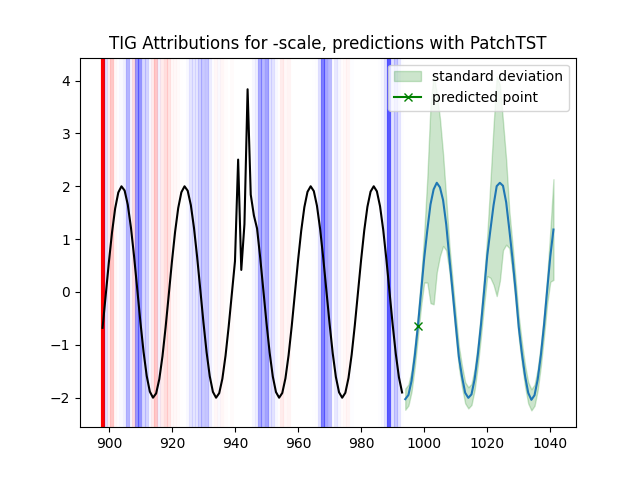 TIG Attributions for -scale, predictions with PatchTST
standard deviation
predicted point
4
3
2
1
0
−1
−2
900 920 940 960 980 1000 1020 1040